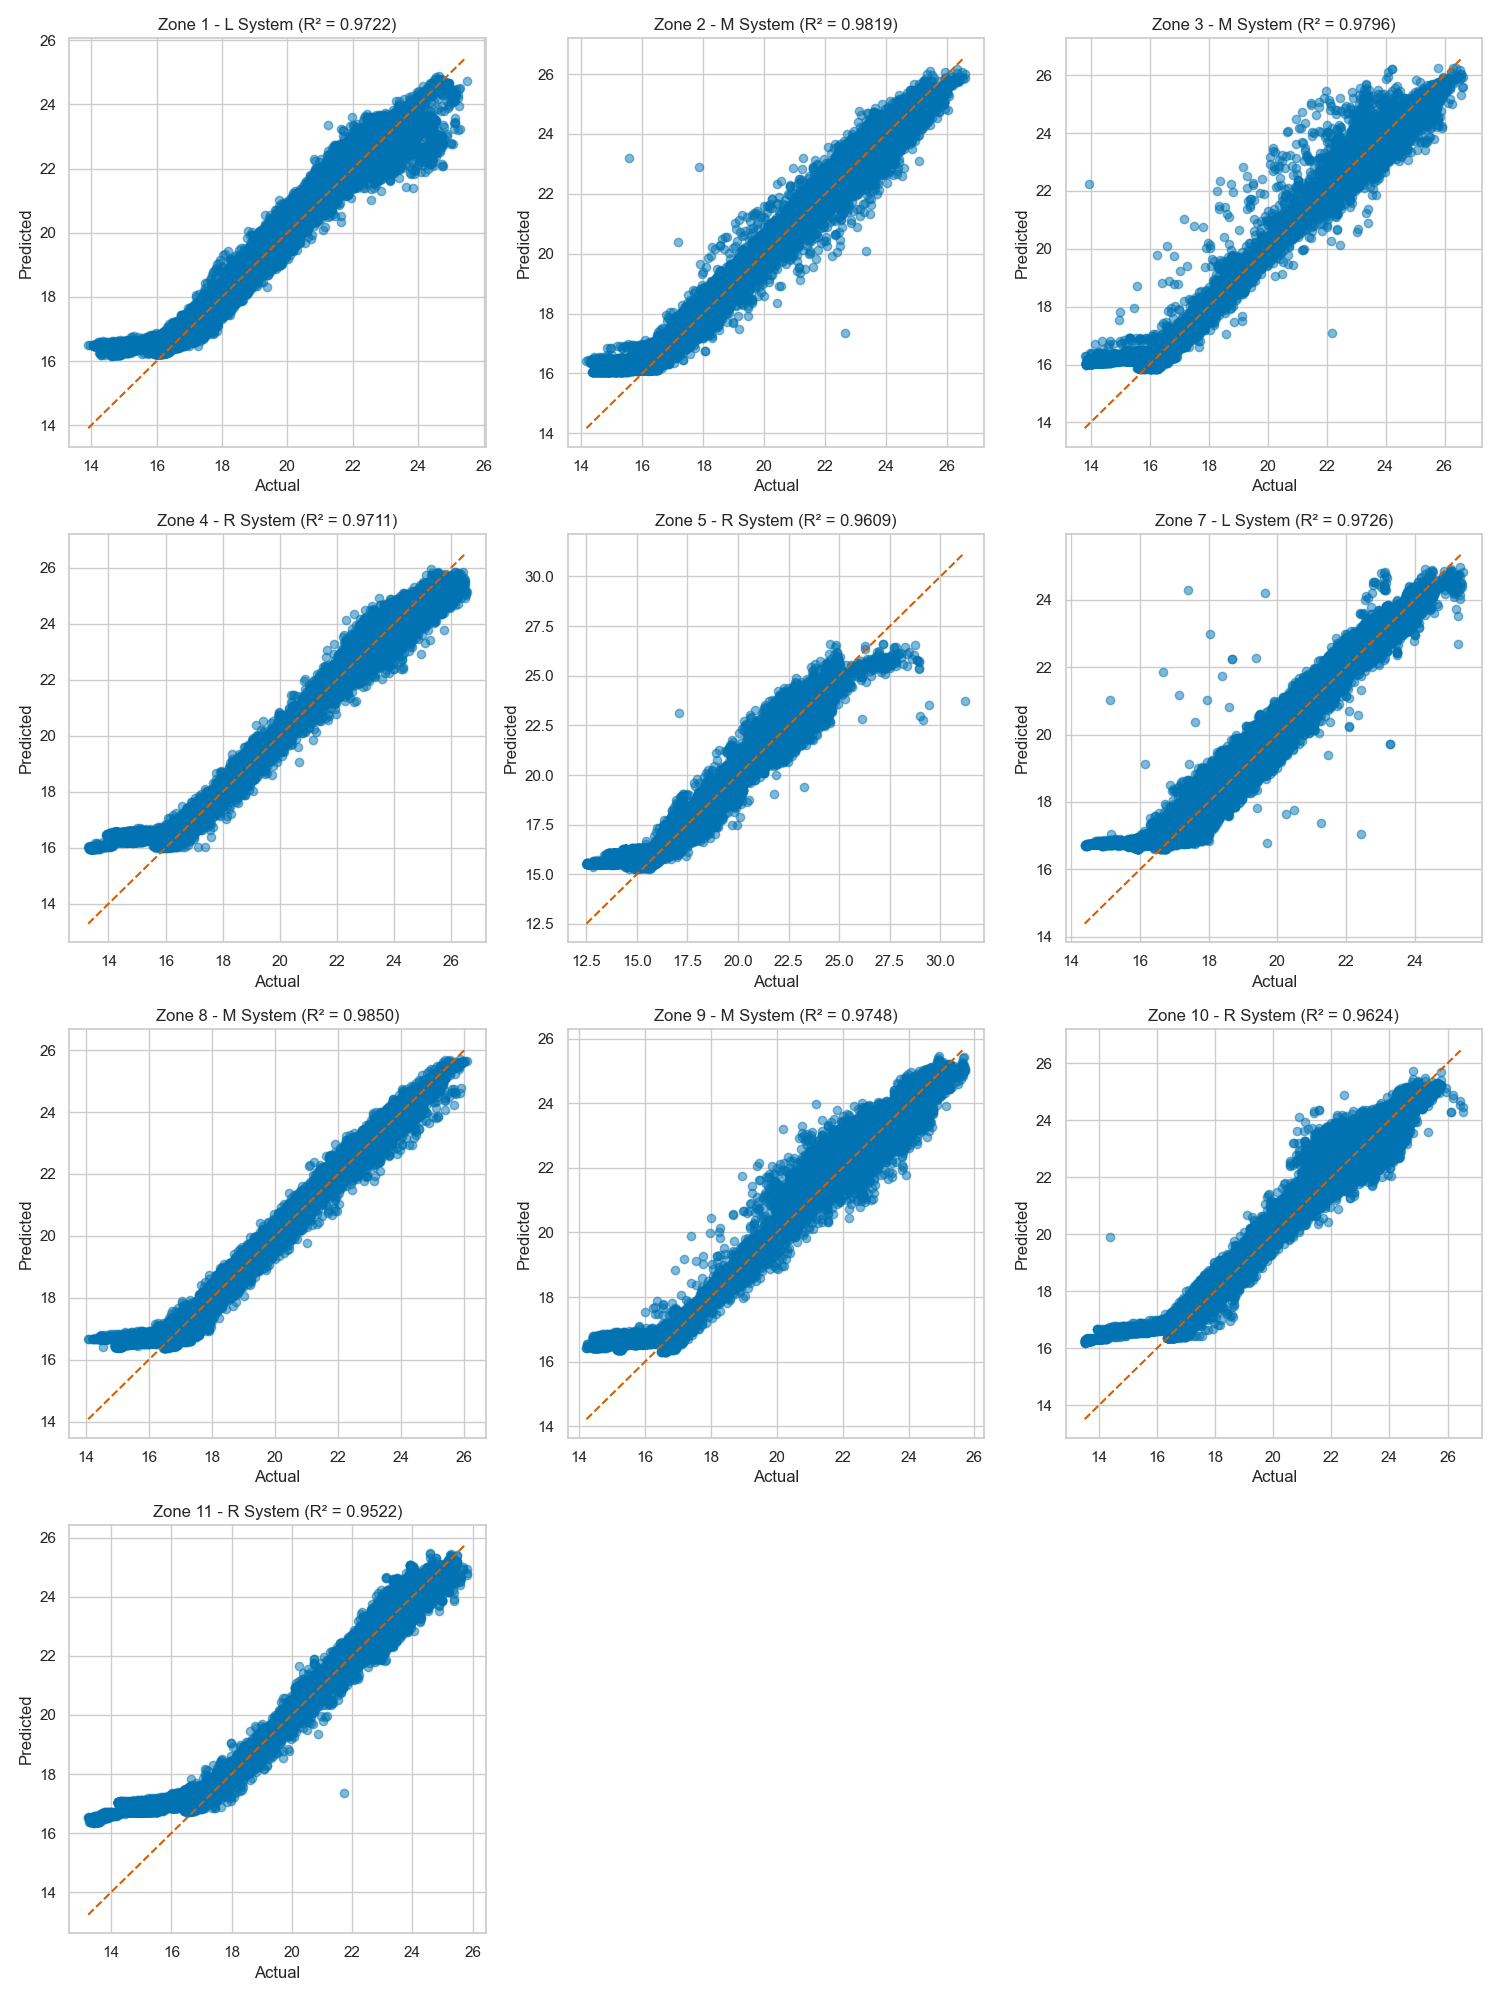 Zone 1 - L System (R² = 0.9722)
26
24
22
20
18
16
14
Predicted
14 16 18 20 22 24 26
Actual
Zone 2 - M System (R² = 0.9819)
26
24
22
20
18
16
14
Predicted
14 16 18 20 22 24 26
Actual
Zone 3 - M System (R² = 0.9796)
26
24
22
20
18
16
14
Predicted
14 16 18 20 22 24 26
Actual
Zone 4 - R System (R² = 0.9711)
26
24
22
20
18
16
14
Predicted
14 16 18 20 22 24 26
Actual
Zone 5 - R System (R² = 0.9609)
30.0
27.5
25.0
22.5
20.0
17.5
15.0
12.5
Predicted
12.5 15.0 17.5 20.0 22.5 25.0 27.5 30.0
Actual
Zone 7 - L System (R² = 0.9726)
24
22
20
18
16
14
Predicted
14 16 18 20 22 24
Actual
Zone 8 - M System (R² = 0.9850)
26
24
22
20
18
16
14
Predicted
14 16 18 20 22 24 26
Actual
Zone 9 - M System (R² = 0.9748)
26
24
22
20
18
16
14
Predicted
14 16 18 20 22 24 26
Actual
Zone 10 - R System (R² = 0.9624)
26
24
22
20
18
16
14
Predicted
14 16 18 20 22 24 26
Actual
Zone 11 - R System (R² = 0.9522)
26
24
22
20
18
16
14
Predicted
14 16 18 20 22 24 26
Actual